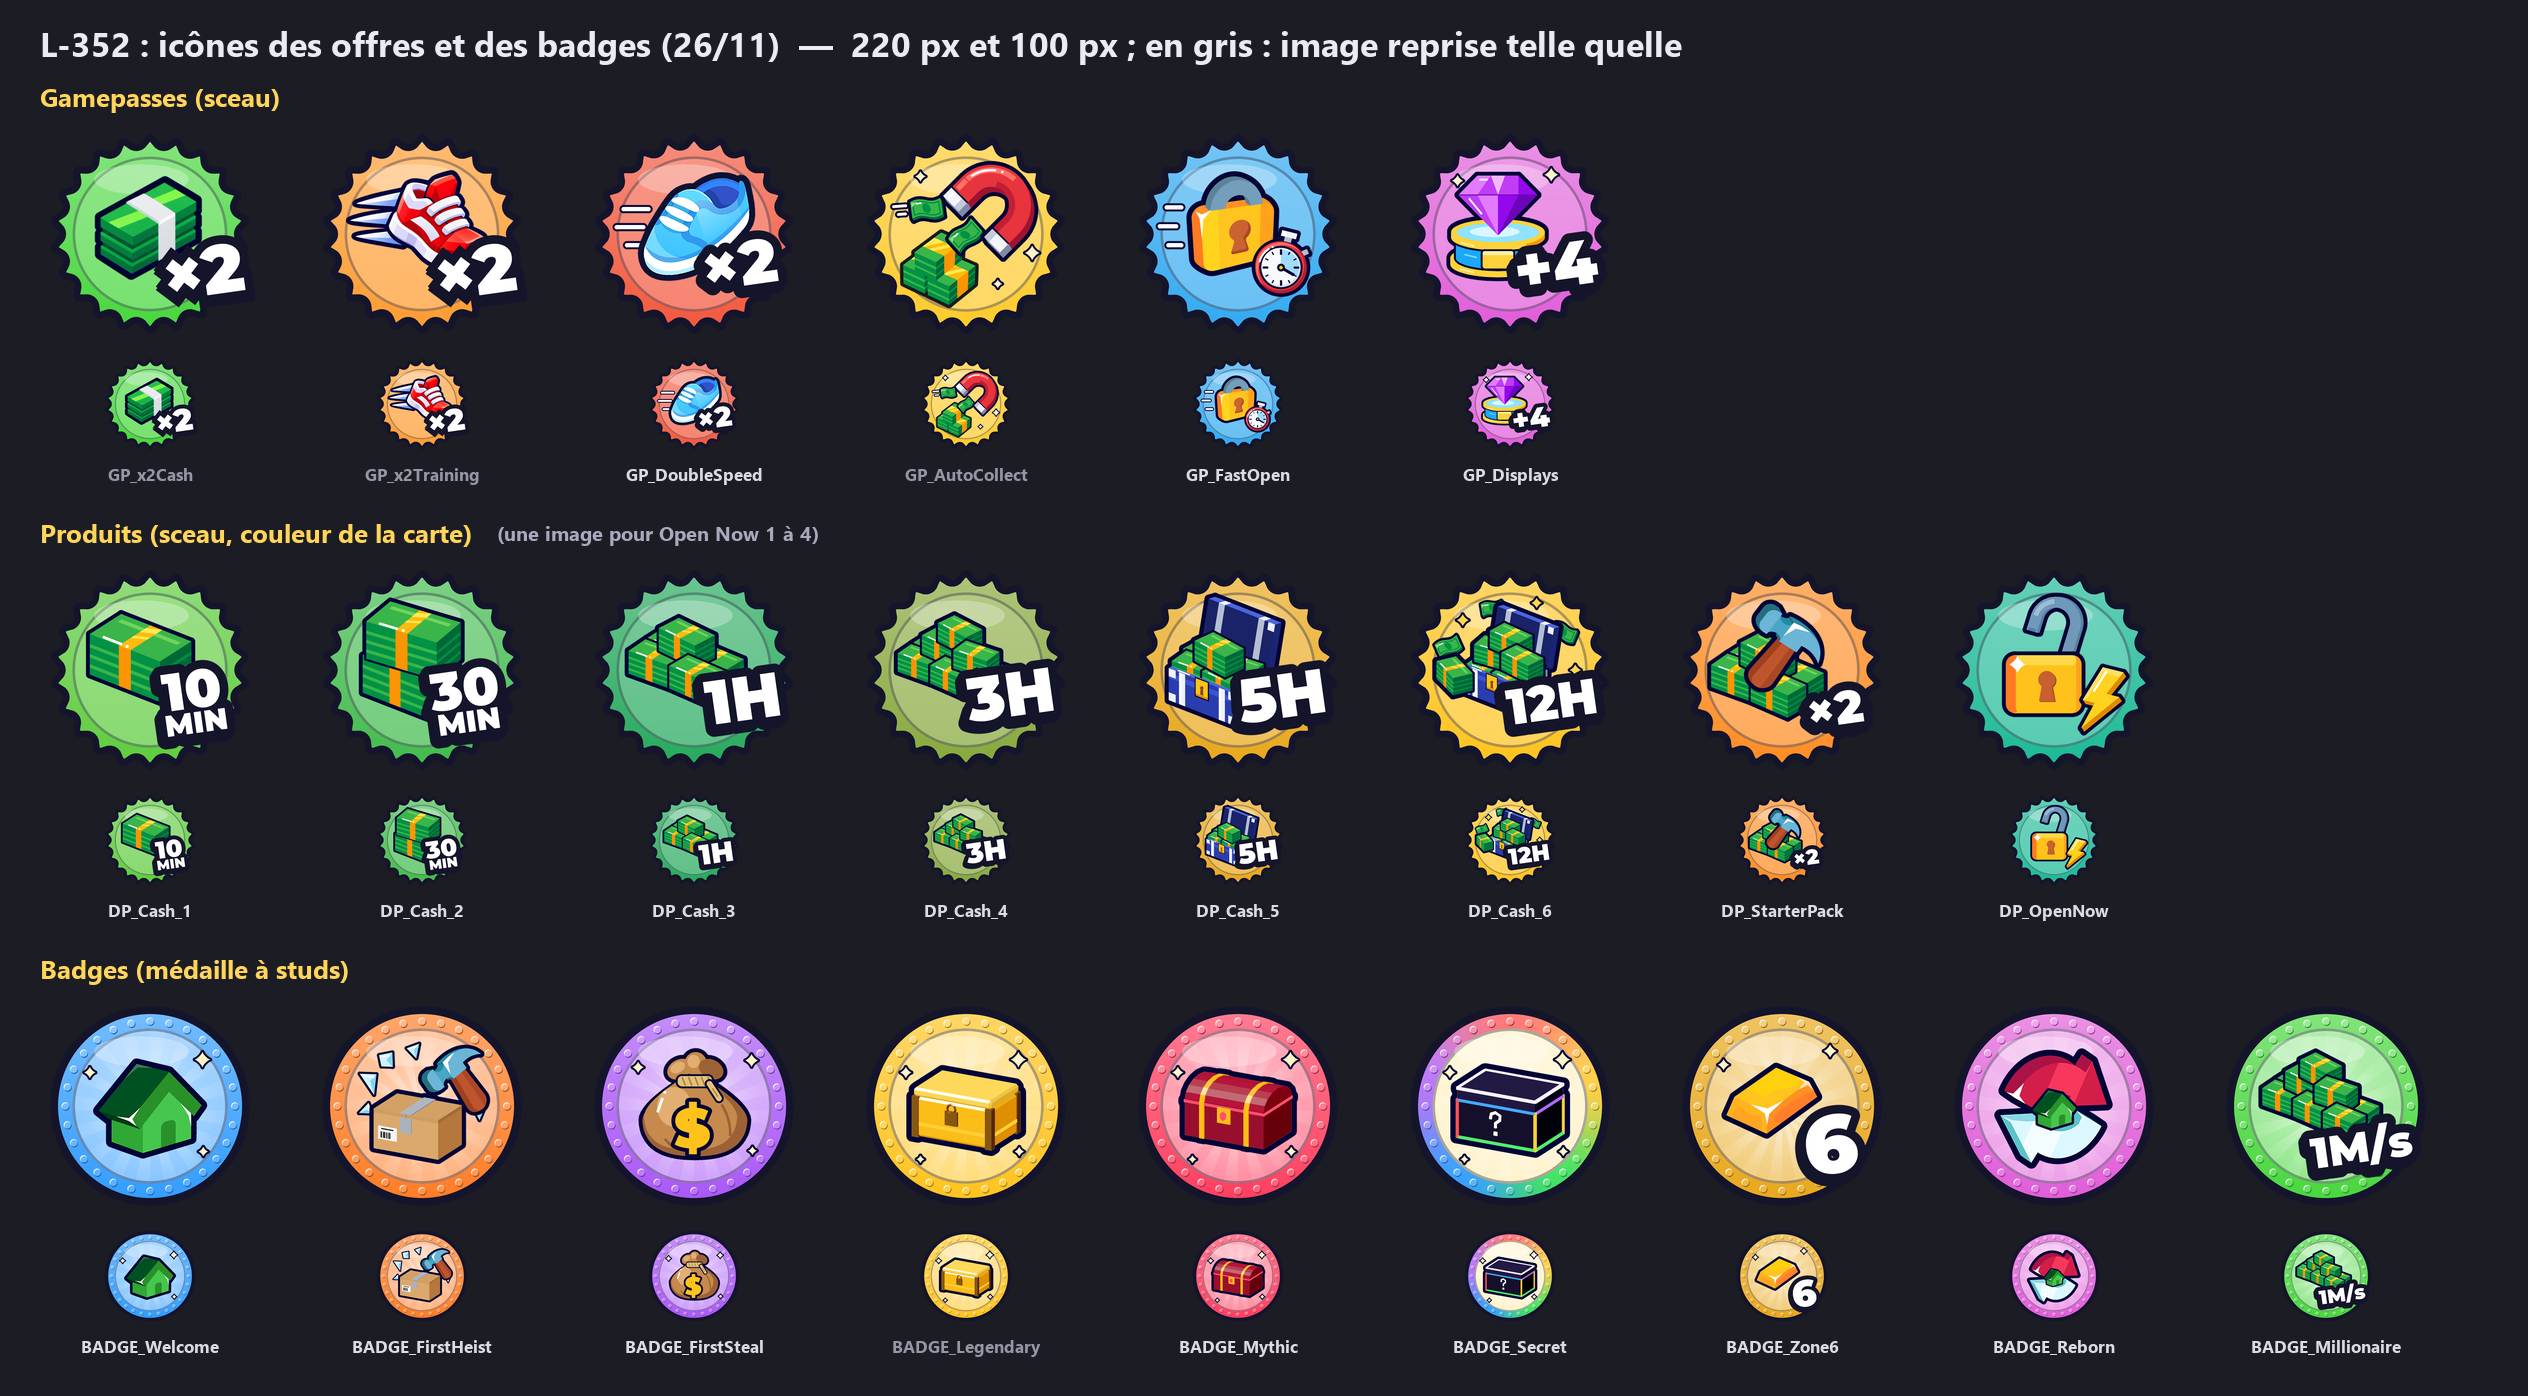 L-352 : icônes des offres et des badges (26/11) — 220 px et 100 px ; en gris : image reprise telle quelle
Gamepasses (sceau)
×2 ×2 ×2 +4
×2 ×2 ×2 +4
GP_x2Cash GP_x2Training GP_DoubleSpeed GP_AutoCollect GP_FastOpen GP_Displays
Produits (sceau, couleur de la carte) (une image pour Open Now 1 à 4)
10 MIN 30 MIN 1H 3H 5H 12H ×2
10 MIN 30 MIN 1H 3H 5H 12H ×2
DP_Cash_1 DP_Cash_2 DP_Cash_3 DP_Cash_4 DP_Cash_5 DP_Cash_6 DP_StarterPack DP_OpenNow
Badges (médaille à studs)
$ ? 6 1M/s
$ ? 6 1M/s
BADGE_Welcome BADGE_FirstHeist BADGE_FirstSteal BADGE_Legendary BADGE_Mythic BADGE_Secret BADGE_Zone6 BADGE_Reborn BADGE_Millionaire